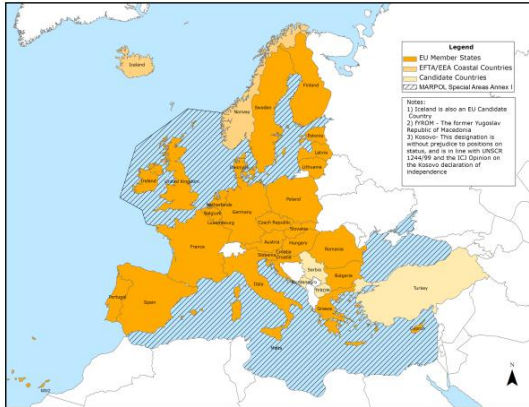 Legend
EU Member States
EFTA/EEA Coastal Countries
Candidate Countries
MARPOL Special Areas Annex I
Notes:
1) Iceland is also an EU Candidate
Country
2) FYROM - The former Yugoslav
Republic of Macedonia
3) Kosovo- This designation is
without prejudice to positions on
status, and is in line with UNSCR
1244/99 and the ICJ Opinion on
the Kosovo declaration of
independence
Iceland
Finland
Norway
Sweden
Estonia
Latvia
Denmark
Lithuania
Ireland
United Kingdom
Netherlands
Poland
Belgium
Germany
Luxembourg
Czech Republic
Slovakia
France
Austria
Hungary
Slovenia
Croatia
Romania
Serbia
Italy
Montenegro
Bulgaria
FYROM
Portugal
Spain
Greece
Turkey
Malta
Cyprus
N